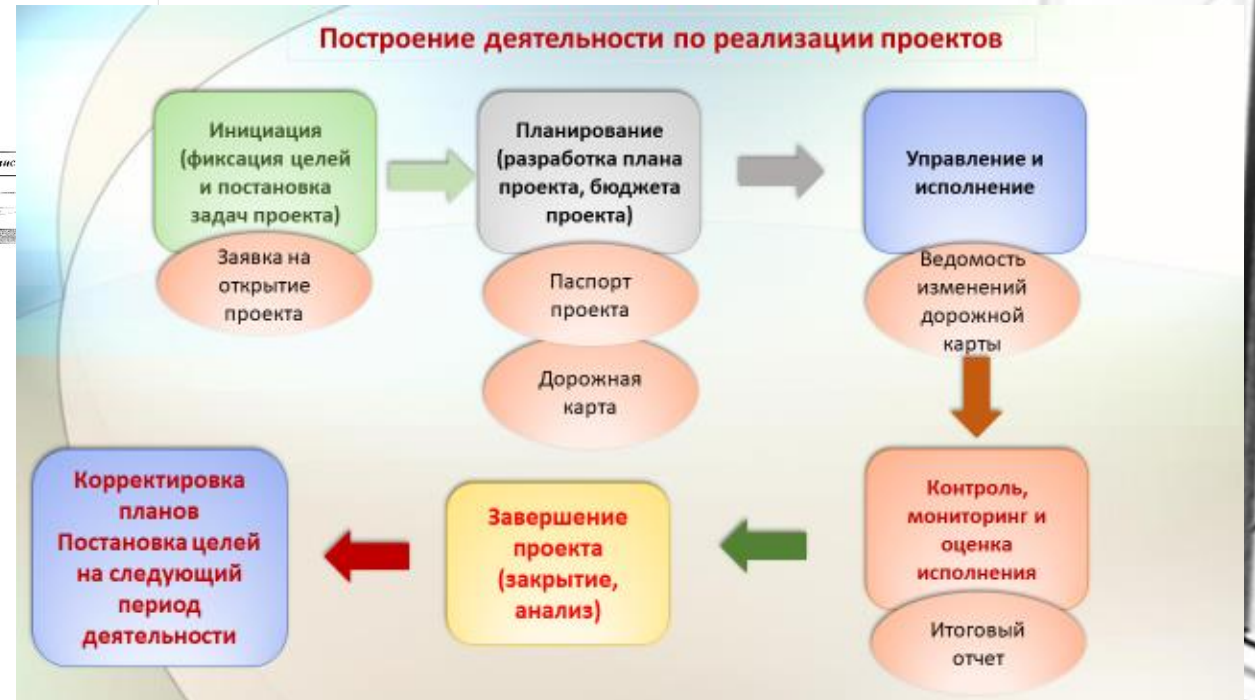 Построение деятельности по реализации проектов
Инициация
(фиксация целей
и постановка
задач проекта)
Заявка на
открытие
проекта
Планирование
(разработка плана
проекта, бюджета
проекта)
Паспорт
проекта
Дорожная
карта
Управление и
исполнение
Ведомость
изменений
дорожной
карты
Контроль,
мониторинг и
оценка
исполнения
Итоговый
отчет
Завершение
проекта
(закрытие,
анализ)
Корректировка
планов
Постановка целей
на следующий
период
деятельности